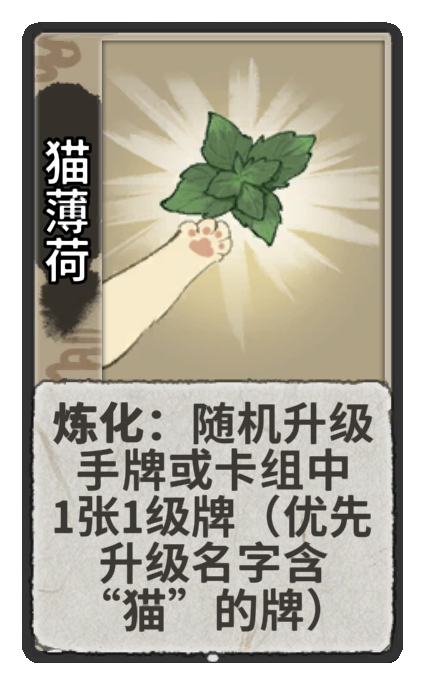 猫薄荷
炼化：随机升级
手牌或卡组中
1张1级牌（优先
升级名字含
“猫”的牌）